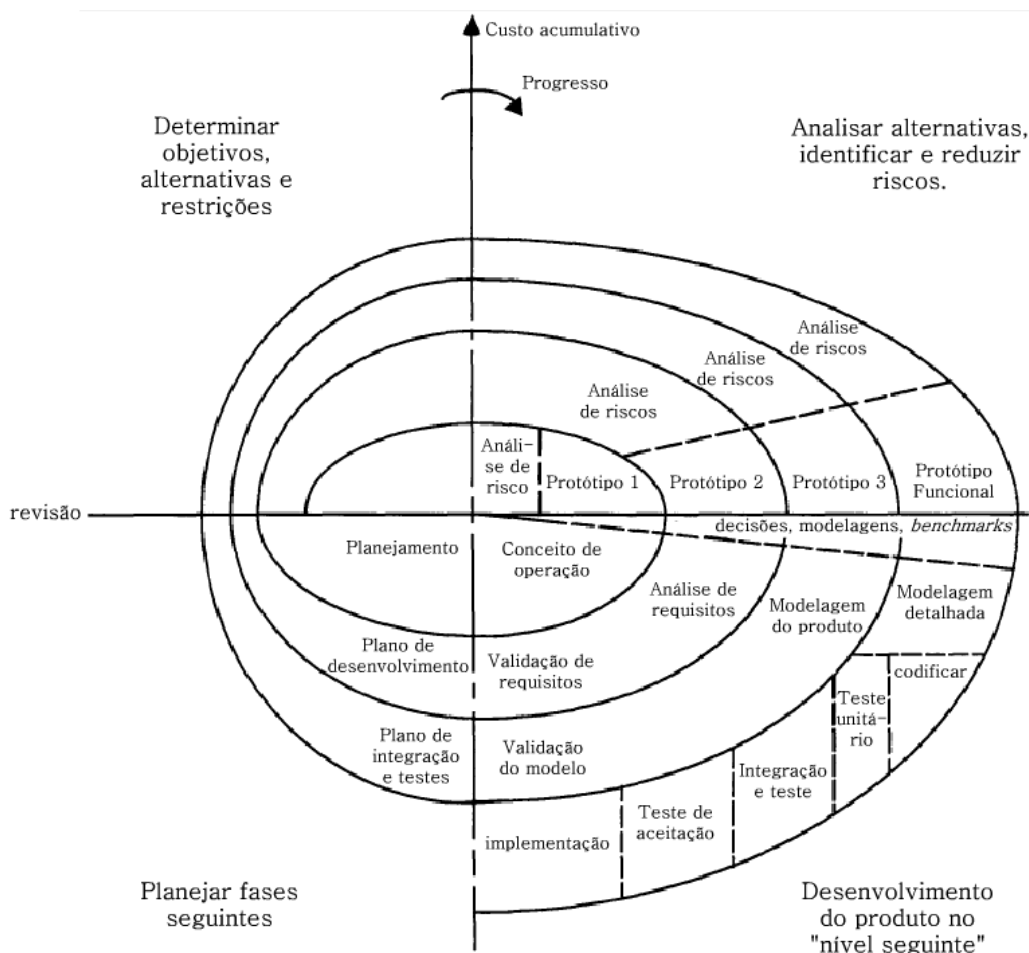 Custo acumulativo
Progresso
Determinar
objetivos,
alternativas e
restrições
Analisar alternativas,
identificar e reduzir
riscos.
Análise
de riscos
Análise
de riscos
Análise
de riscos
Análi-
se de
risco
Protótipo 1
Protótipo 2
Protótipo 3
Protótipo
Funcional
revisão
decisões, modelagens, benchmarks
Planejamento
Conceito de
operação
Análise de
requisitos
Modelagem
do produto
Modelagem
detalhada
Plano de
desenvolvimento
Validação de
requisitos
codificar
Teste
unitá-
rio
Plano de
integração
e testes
Validação
do modelo
Integração
e teste
Teste de
aceitação
implementação
Planejar fases
seguintes
Desenvolvimento
do produto no
"nível seguinte"